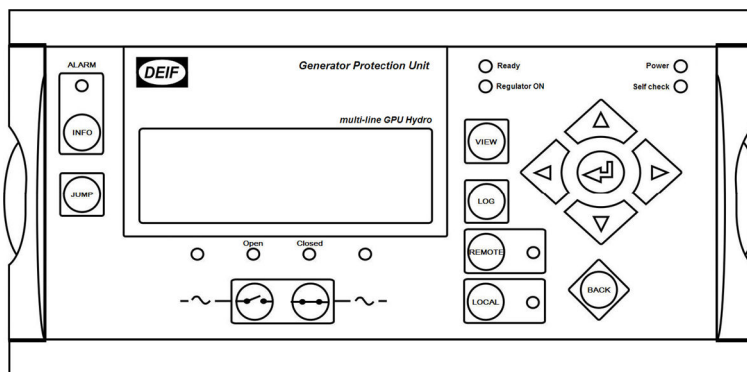 ALARM
INFO
JUMP
DEIF
Generator Protection Unit
multi-line GPU Hydro
Open
Closed
Ready
Regulator ON
Power
Self check
VIEW
LOG
REMOTE
LOCAL
BACK